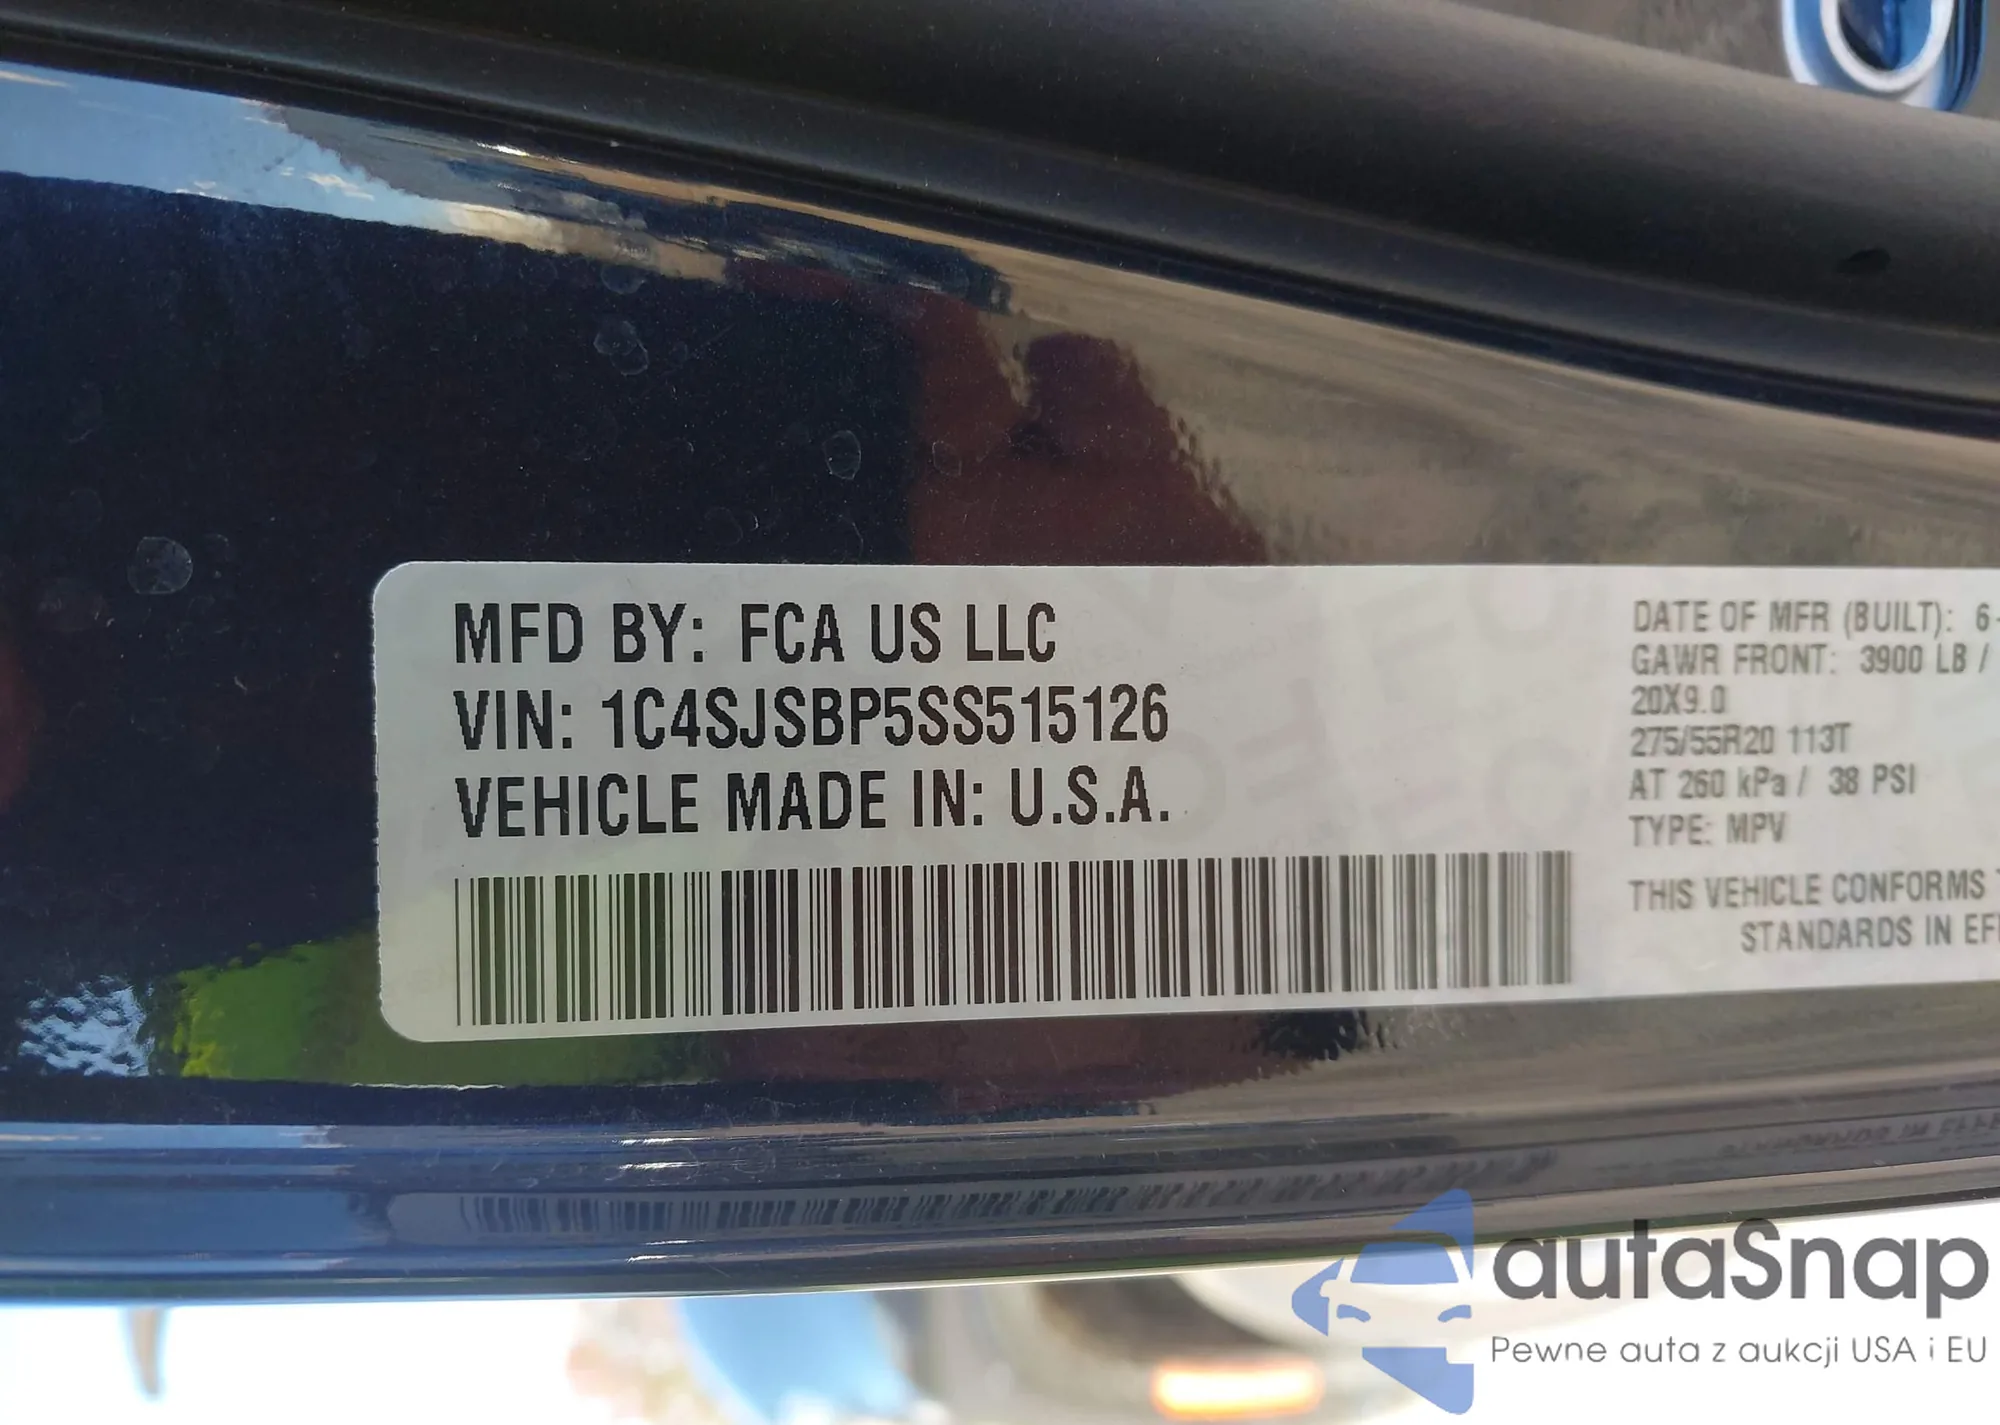 MFD BY: FCA US LLC
VIN: 1C4SJSBP5SS515126
VEHICLE MADE IN: U.S.A.
DATE OF MFR (BUILT): 6-
GAWR FRONT: 3900 LB /
20X9.0
275/55R20 113T
AT 260 kPa / 38 PSI
TYPE: MPV
THIS VEHICLE CONFORMS
STANDARDS IN
autaSnap
Pewne auta z aukcji USA i EU